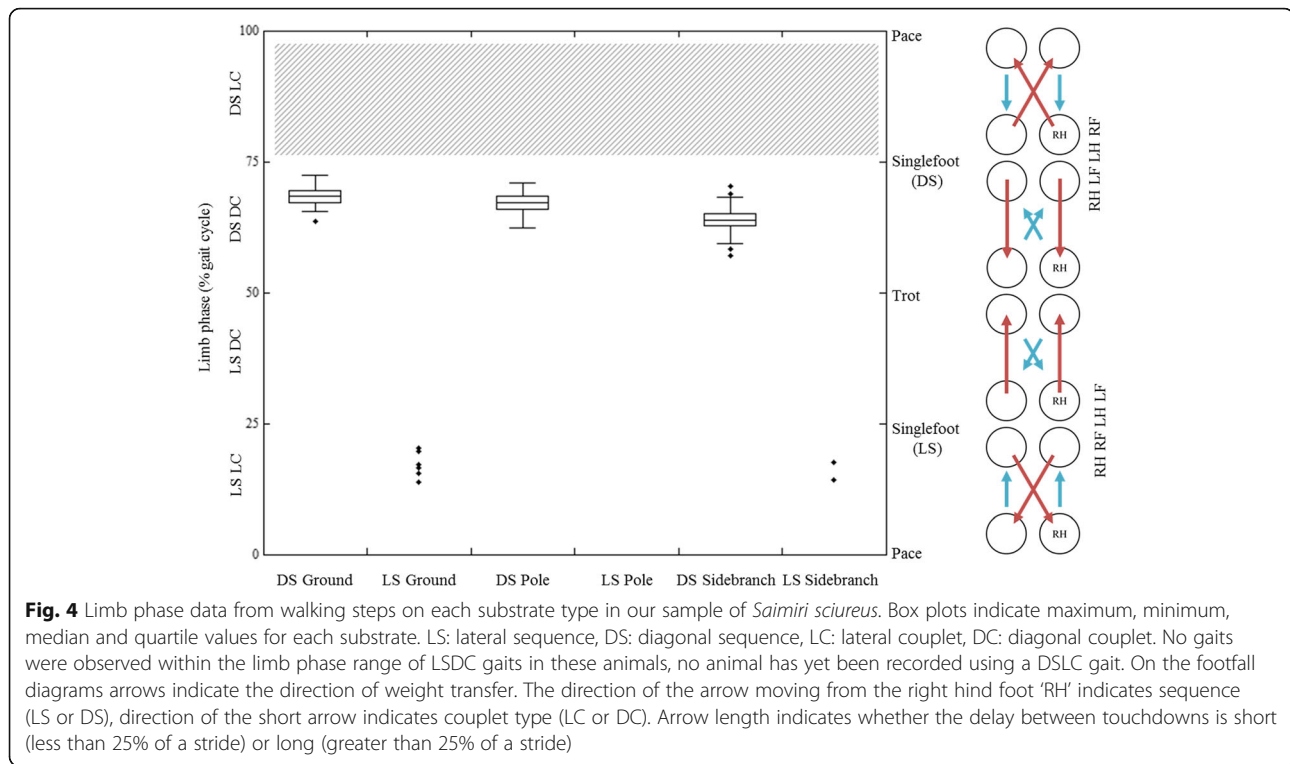 100
75
50
25
0
Limb phase (% gait cycle)
DS LC
DS DC
LS DC
LS LC
Pace
Singlefoot
(DS)
Trot
Singlefoot
(LS)
Pace
RH
RH
RH LF LH RF
RH
RH
RH RF LH LF
DS Ground
LS Ground
DS Pole
LS Pole
DS Sidebranch
LS Sidebranch
Fig. 4 Limb phase data from walking steps on each substrate type in our sample of Saimiri sciureus. Box plots indicate maximum, minimum,
median and quartile values for each substrate. LS: lateral sequence, DS: diagonal sequence, LC: lateral couplet, DC: diagonal couplet. No gaits
were observed within the limb phase range of LSDC gaits in these animals, no animal has yet been recorded using a DSLC gait. On the footfall
diagrams arrows indicate the direction of weight transfer. The direction of the arrow moving from the right hind foot ‘RH’ indicates sequence
(LS or DS), direction of the short arrow indicates couplet type (LC or DC). Arrow length indicates whether the delay between touchdowns is short
(less than 25% of a stride) or long (greater than 25% of a stride)